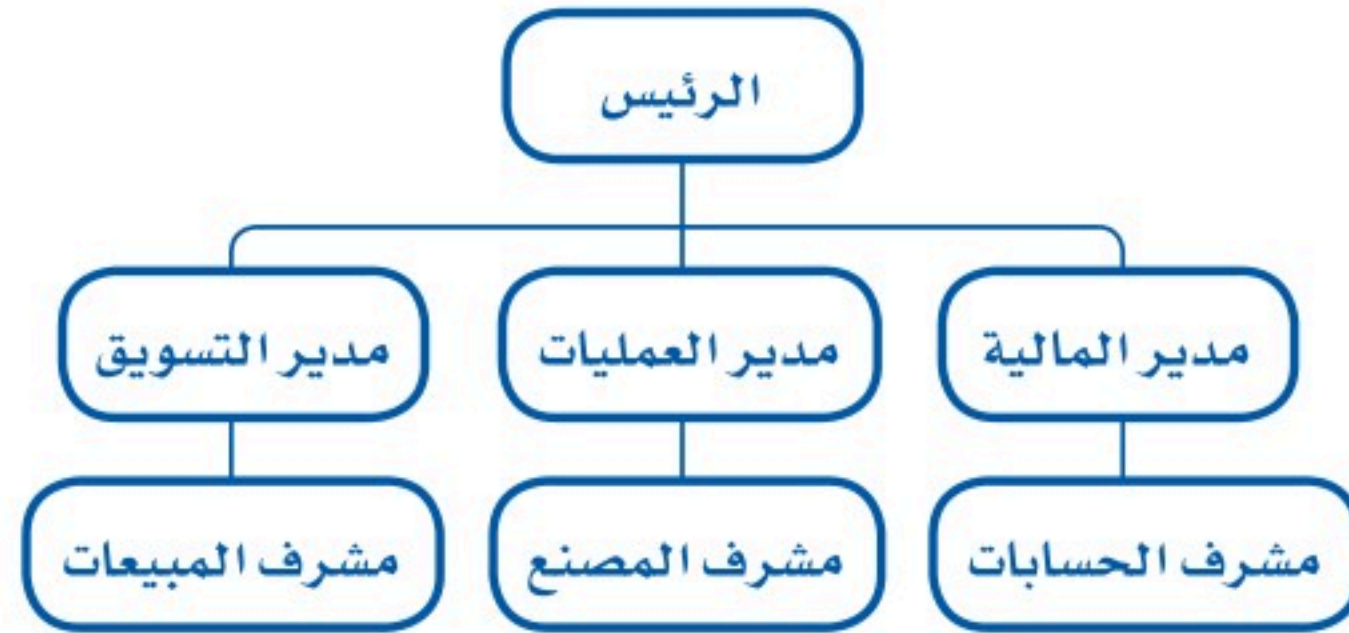 الرئيس
مدير المالية
مدير العمليات
مدير التسويق
مشرف الحسابات
مشرف المصنع
مشرف المبيعات